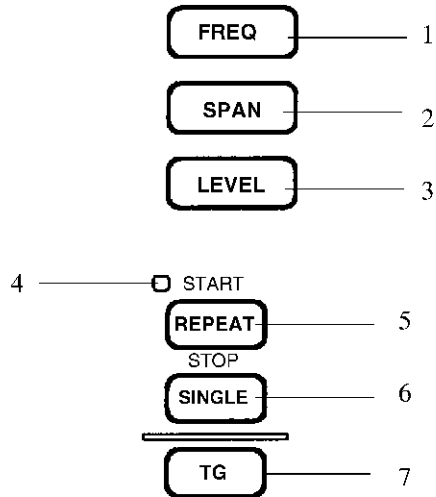 FREQ 1
SPAN 2
LEVEL 3
4 START
REPEAT 5
STOP
SINGLE 6
TG 7